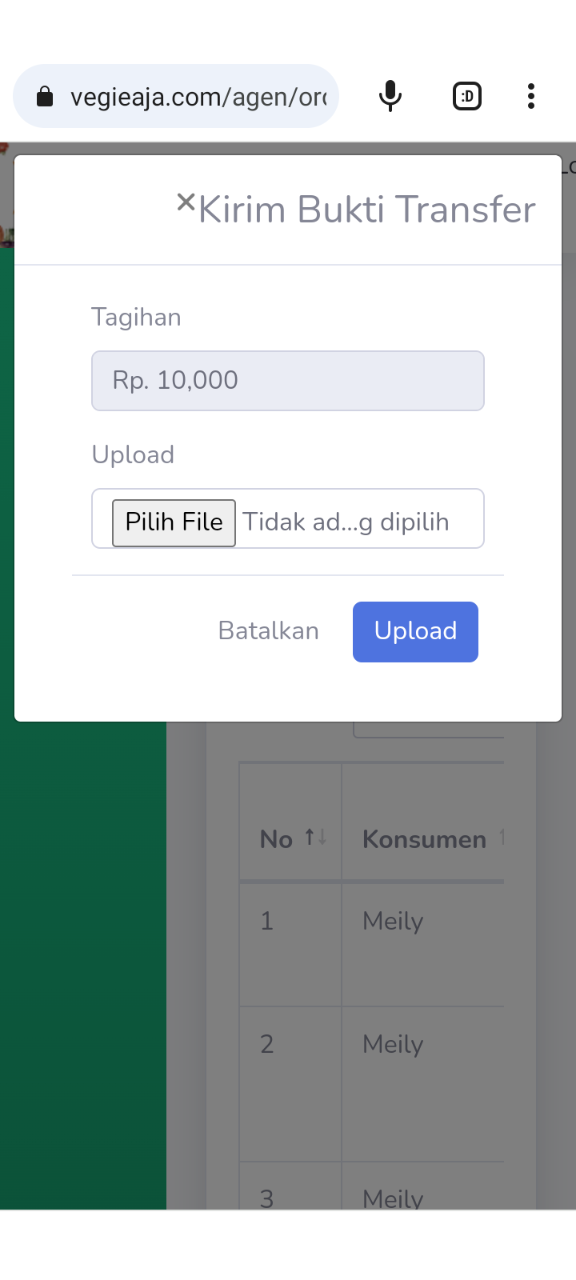 vegieaja.com/agen/or
:D
×Kirim Bukti Transfer
Tagihan
Rp. 10,000
Upload
Pilih File Tidak ad...g dipilih
Batalkan Upload
No ↑↓ Konsumen ↑
1 Meily
2 Meily
3 Meily